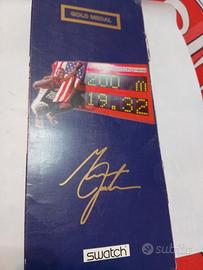 GOLD MEDAL
200 m
19.32
swatch
subito